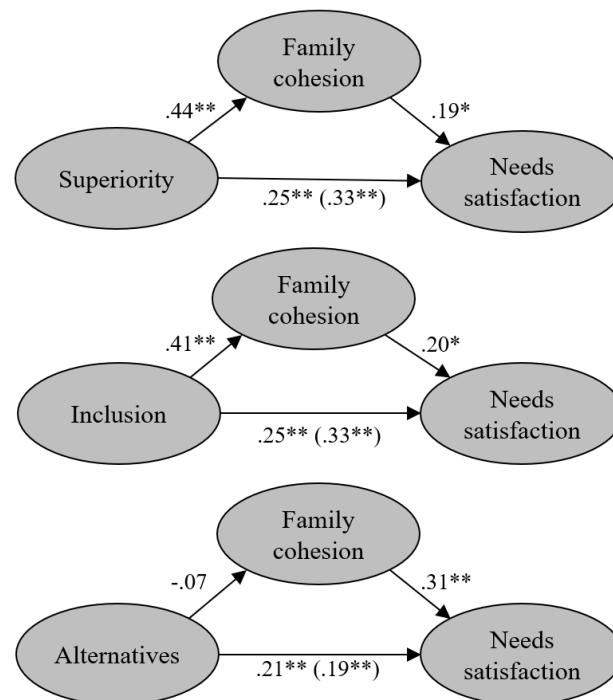 Family
cohesion
.44**
.19*
Superiority
Needs
satisfaction
.25** (.33**)
Family
cohesion
.41**
.20*
Inclusion
Needs
satisfaction
.25** (.33**)
Family
cohesion
-.07
.31**
Alternatives
Needs
satisfaction
.21** (.19**)